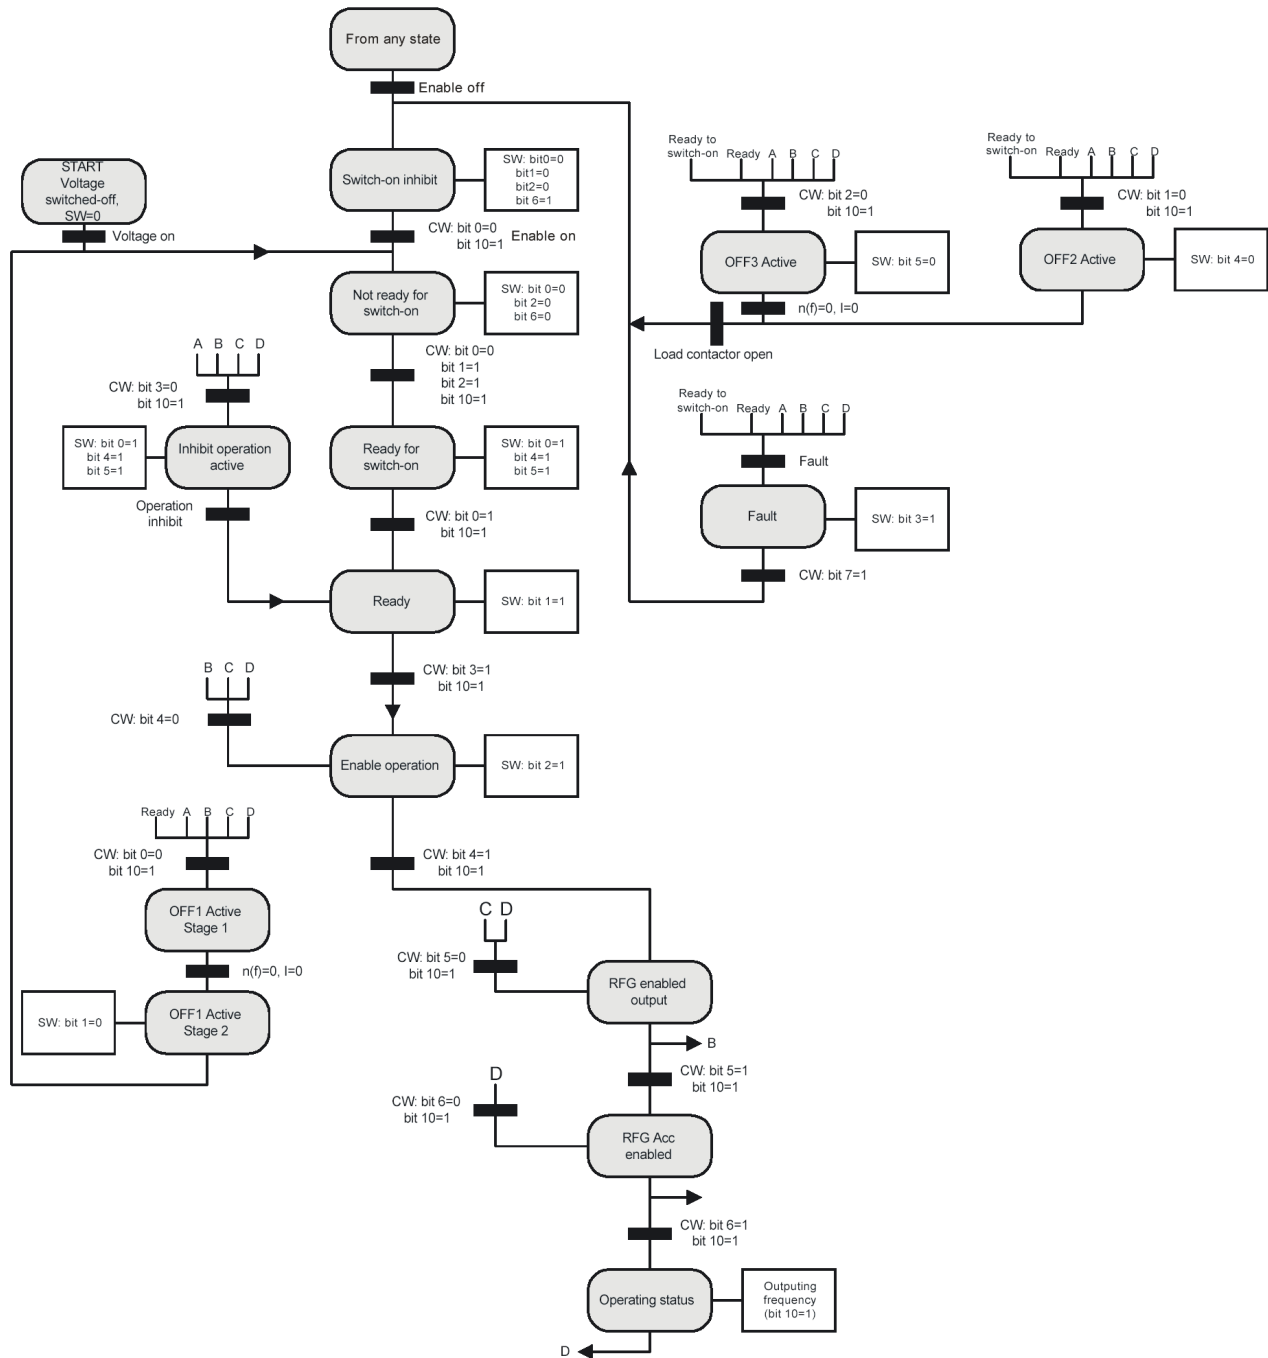 From any state
Enable off
START
Voltage
switched-off,
SW=0
Voltage on
Switch-on inhibit
SW: bit0=0
bit1=0
bit2=0
bit 6=1
CW: bit 0=0
bit 10=1
Enable on
Not ready for
switch-on
SW: bit 0=0
bit 2=0
bit 6=0
Ready to
switch-on
Ready
A
B
C
D
CW: bit 2=0
bit 10=1
OFF3 Active
SW: bit 5=0
n(f)=0, I=0
Load contactor open
Ready to
switch-on
Ready
A
B
C
D
CW: bit 1=0
bit 10=1
OFF2 Active
SW: bit 4=0
A
B
C
D
CW: bit 3=0
bit 10=1
SW: bit 0=1
bit 4=1
bit 5=1
Inhibit operation
active
Operation
inhibit
CW: bit 0=0
bit 1=1
bit 2=1
bit 10=1
Ready for
switch-on
SW: bit 0=1
bit 4=1
bit 5=1
CW: bit 0=1
bit 10=1
Ready
SW: bit 1=1
Ready to
switch-on
Ready
A
B
C
D
Fault
Fault
SW: bit 3=1
CW: bit 7=1
CW: bit 3=1
bit 10=1
B
C
D
CW: bit 4=0
Enable operation
SW: bit 2=1
Ready
A
B
C
D
CW: bit 0=0
bit 10=1
OFF1 Active
Stage 1
n(f)=0, I=0
SW: bit 1=0
OFF1 Active
Stage 2
CW: bit 4=1
bit 10=1
C D
CW: bit 5=0
bit 10=1
RFG enabled
output
B
CW: bit 5=1
bit 10=1
D
CW: bit 6=0
bit 10=1
RFG Acc
enabled
CW: bit 6=1
bit 10=1
Operating status
Outputing
frequency
(bit 10=1)
D